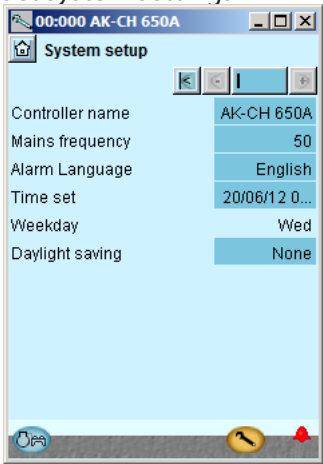 00:000 AK-CH 650A
System setup
Controller name AK-CH 650A
Mains frequency 50
Alarm Language English
Time set 20/06/12 0...
Weekday Wed
Daylight saving None